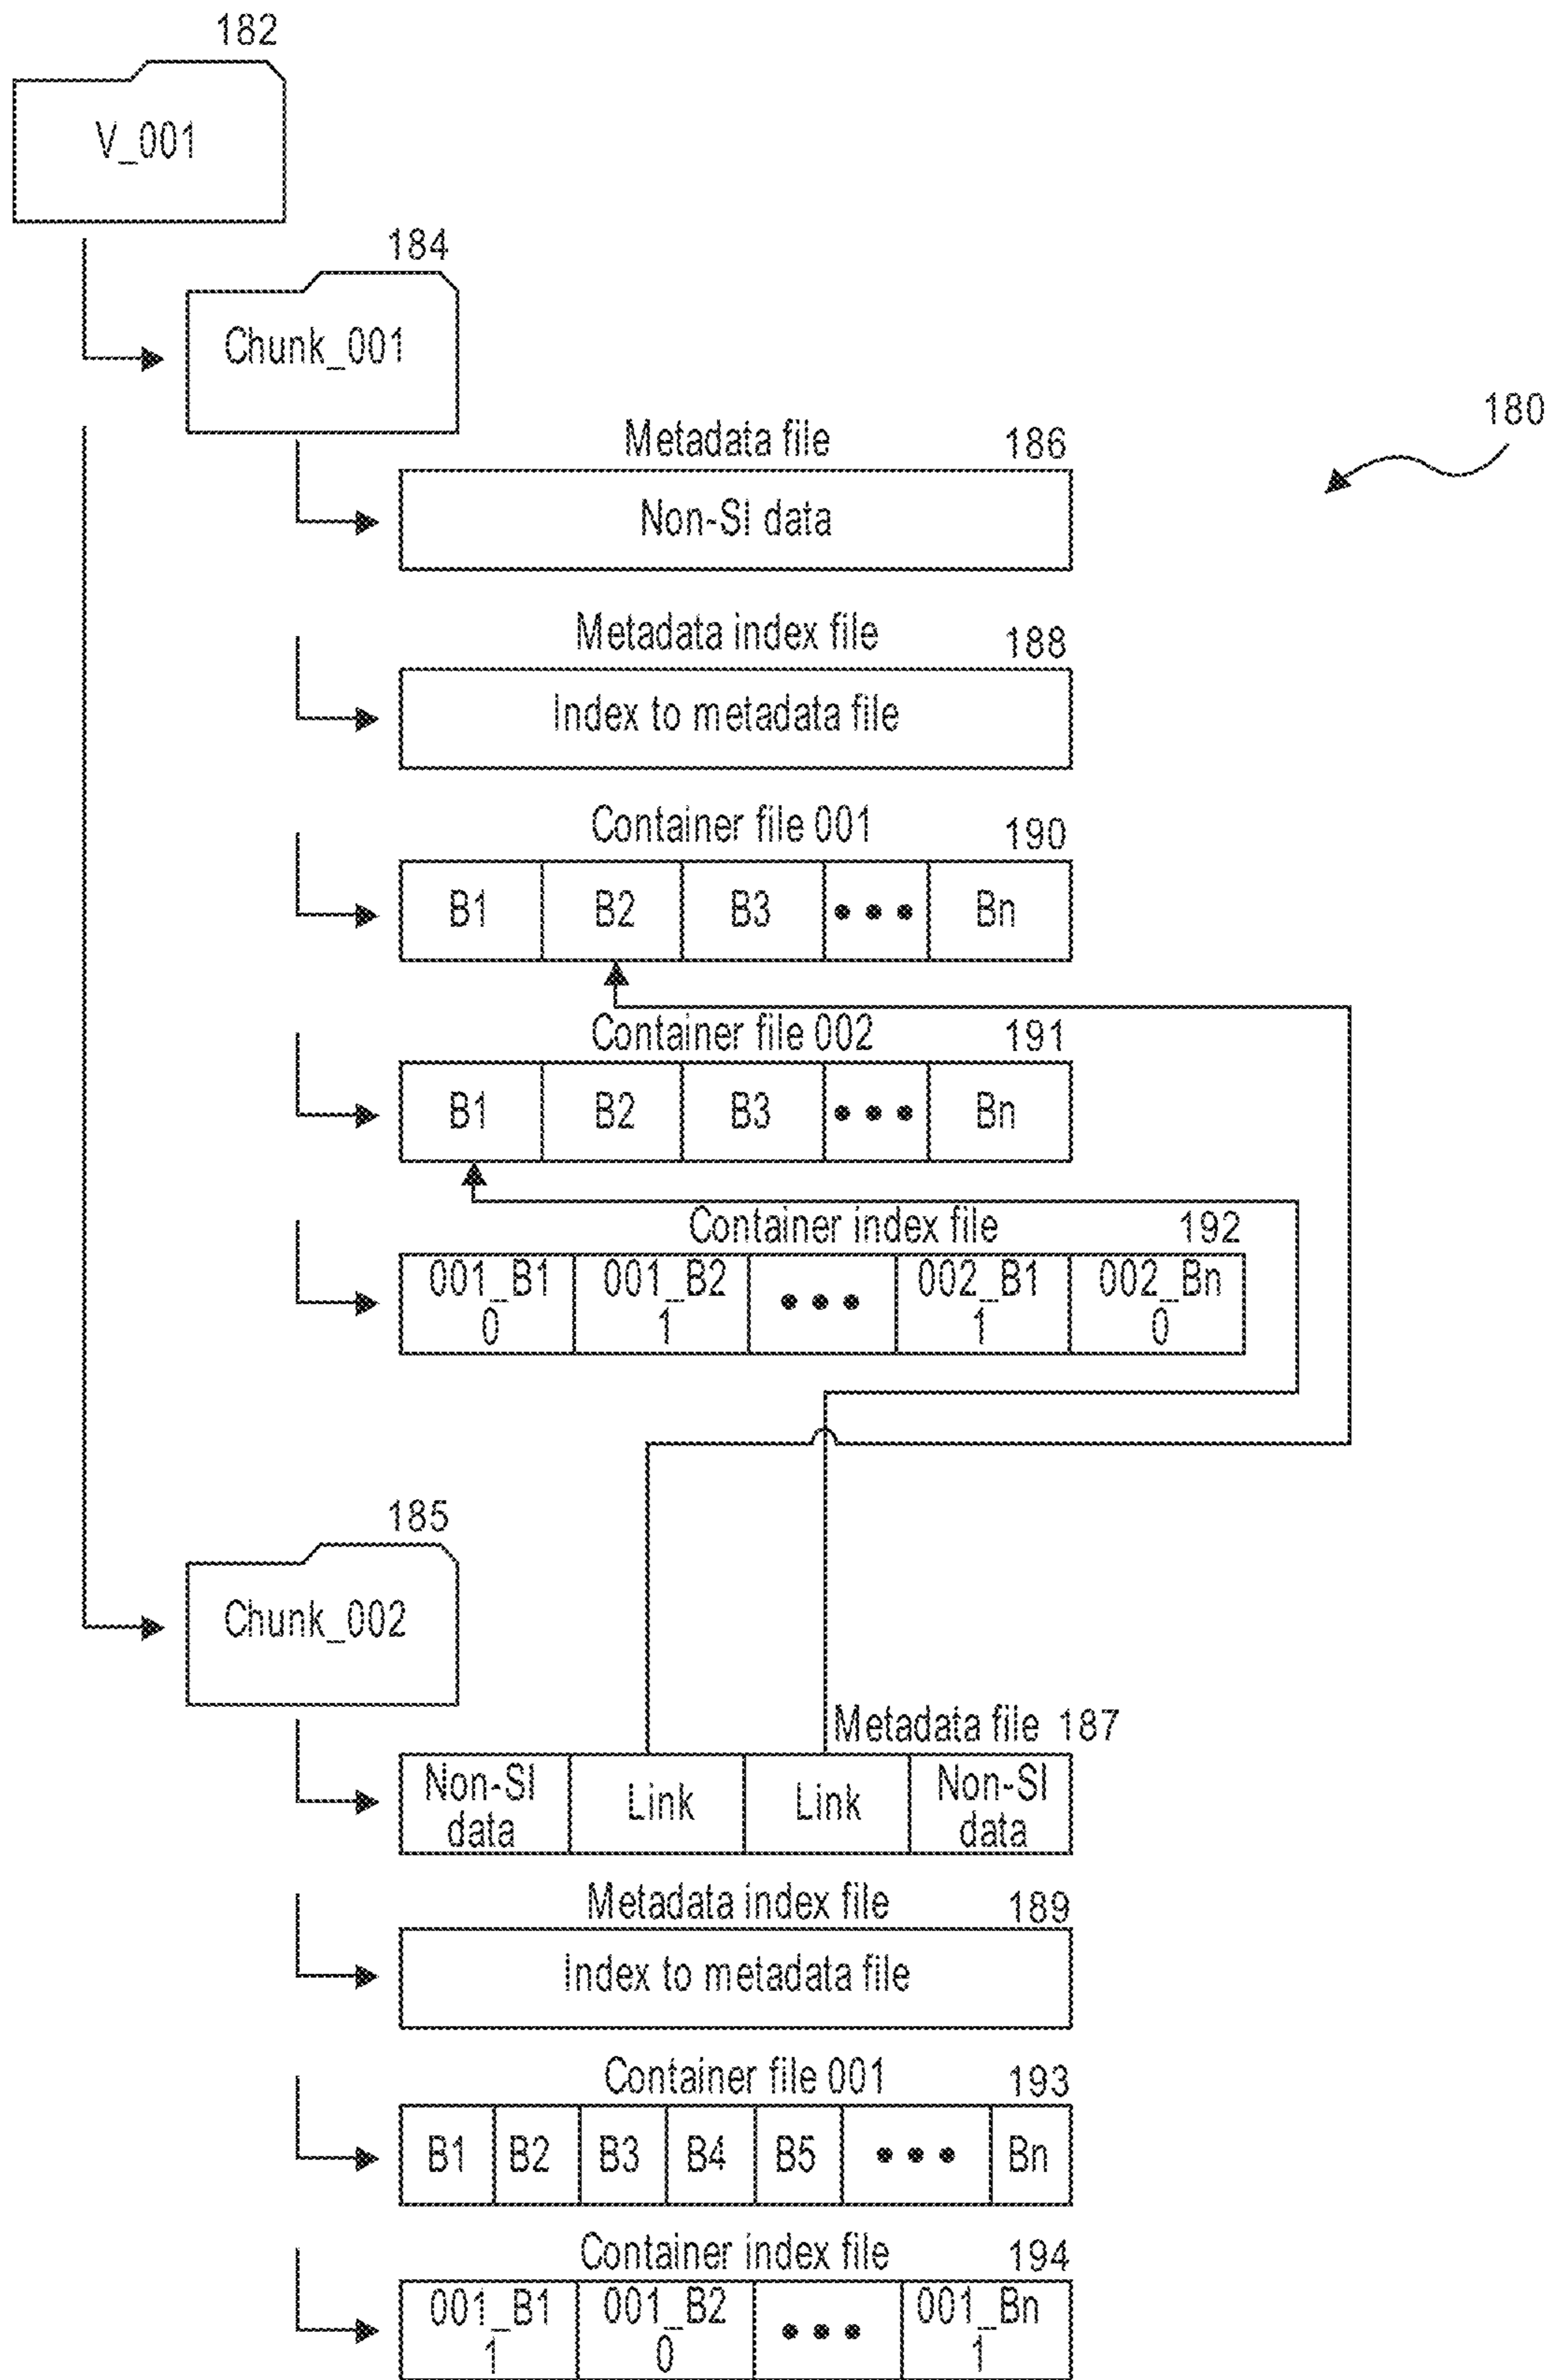 182
V_001
184
Chunk_001
180
Metadata file 186
Non-SI data
Metadata index file 188
Index to metadata file
Container file 001 190
B1 B2 B3 ••• Bn
Container file 002 191
B1 B2 B3 ••• Bn
Container index file 192
001_B1 001_B2 ••• 002_B1 002_Bn
0 1 1 0
185
Chunk_002
Metadata file 187
Non-SI Link Link Non-SI
data data
Metadata index file 189
Index to metadata file
Container file 001 193
B1 B2 B3 B4 B5 ••• Bn
Container index file 194
001_B1 001_B2 ••• 001_Bn
1 0 1